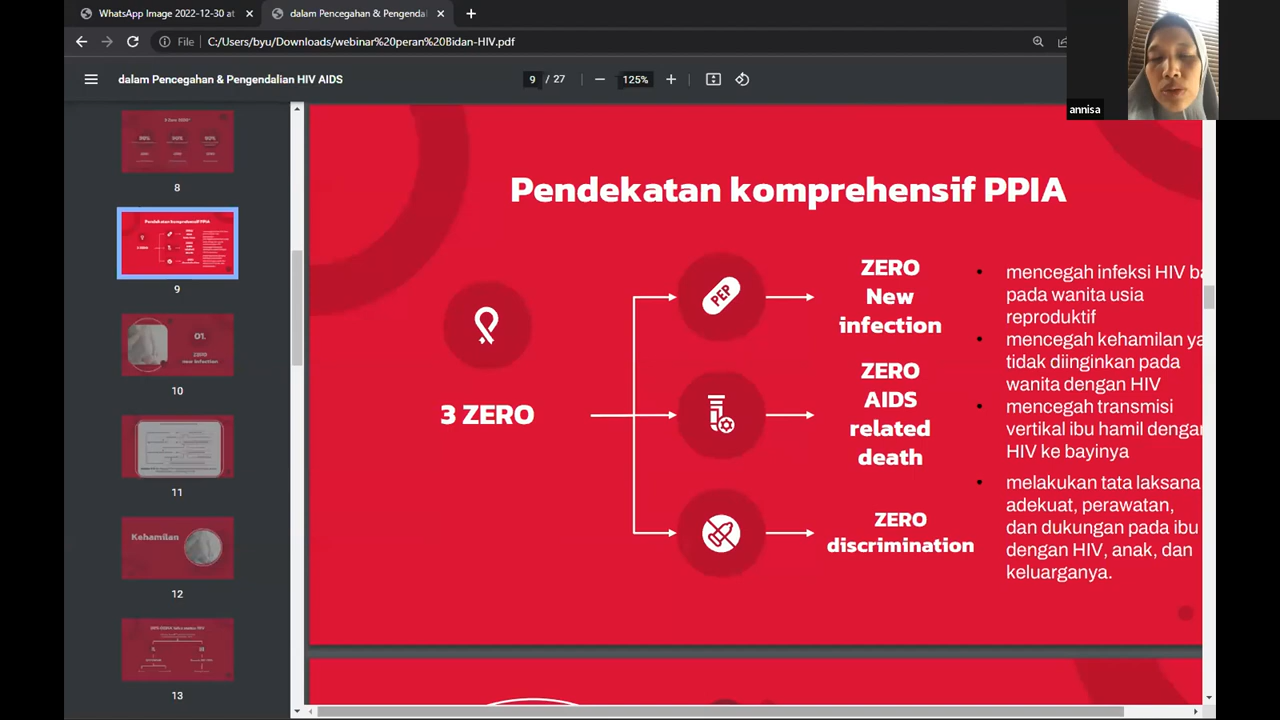 WhatsApp Image 2022-12-30 at
dalam Pencegahan & Pengendal
File C:/Users/byu/Downloads/webinar%20peran%20Bidan-HIV.pdf
dalam Pencegahan & Pengendalian HIV AIDS
9 / 27
125%
annisa
8
9
10
11
12
13
01.
ZERO
new infection
Kehamilan
Pendekatan komprehensif PPIA
3 ZERO
PEP
ZERO
New
infection
ZERO
AIDS
related
death
ZERO
discrimination
mencegah infeksi HIV ba
pada wanita usia
reproduktif
mencegah kehamilan ya
tidak diinginkan pada
wanita dengan HIV
mencegah transmisi
vertikal ibu hamil dengan
HIV ke bayinya
melakukan tata laksana
adekuat, perawatan,
dan dukungan pada ibu
dengan HIV, anak, dan
keluarganya.